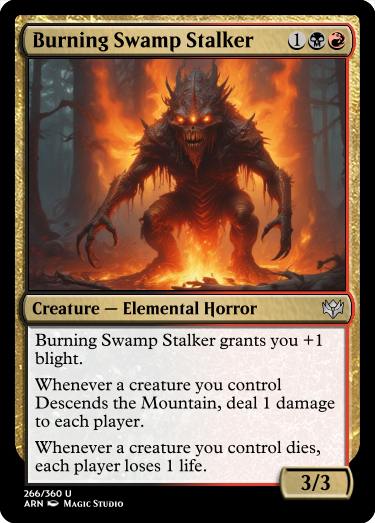 Burning Swamp Stalker 1
Creature — Elemental Horror
Burning Swamp Stalker grants you +1
blight.
Whenever a creature you control
Descends the Mountain, deal 1 damage
to each player.
Whenever a creature you control dies,
each player loses 1 life.
3/3
266/360 U
ARN Magic Studio